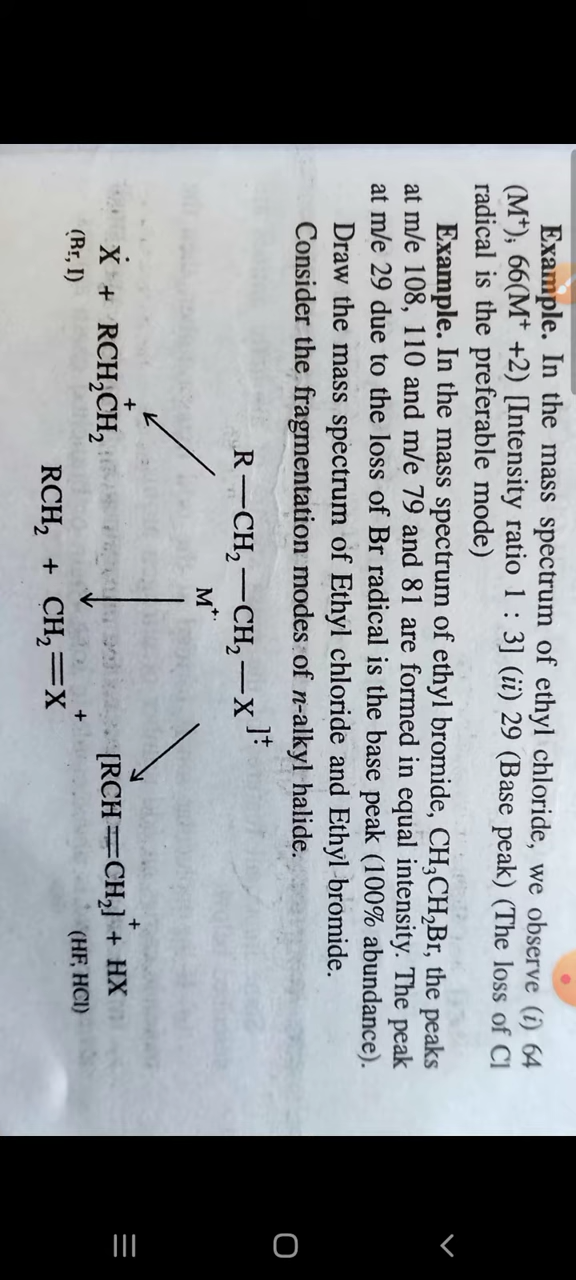 Example. In the mass spectrum of ethyl chloride, we observe (i) 64
(M⁺), 66(M⁺ +2) [Intensity ratio 1 : 3] (ii) 29 (Base peak) (The loss of Cl
radical is the preferable mode)
Example. In the mass spectrum of ethyl bromide, CH₃CH₂Br, the peaks
at m/e 108, 110 and m/e 79 and 81 are formed in equal intensity. The peak
at m/e 29 due to the loss of Br radical is the base peak (100% abundance).
Draw the mass spectrum of Ethyl chloride and Ethyl bromide.
Consider the fragmentation modes of n-alkyl halide.
R—CH₂—CH₂—X ]⁺·
M⁺·
Ẋ + RCH₂C⁺H₂ [RCH=CH₂]⁺ + HX
(Br, I) (HF, HCl)
RCH₂ + CH₂=X⁺